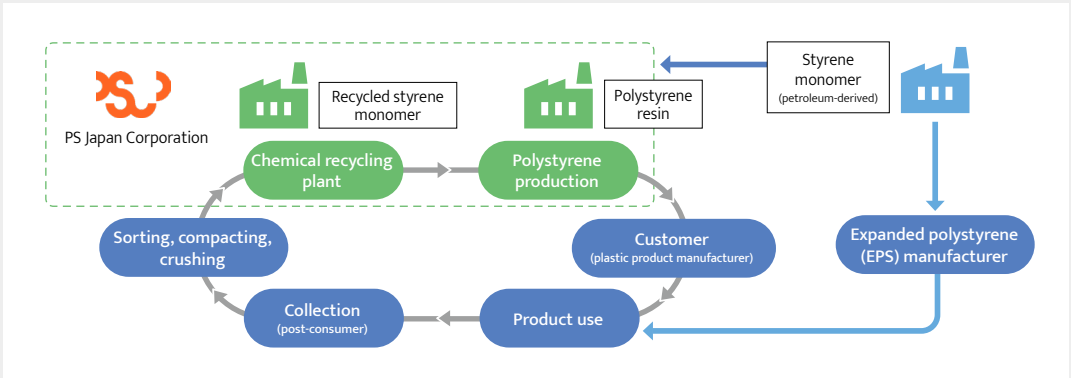 PSJ
PS Japan Corporation
Recycled styrene
monomer
Polystyrene
resin
Styrene
monomer
(petroleum-derived)
Chemical recycling
plant
Polystyrene
production
Sorting, compacting,
crushing
Customer
(plastic product manufacturer)
Expanded polystyrene
(EPS) manufacturer
Collection
(post-consumer)
Product use